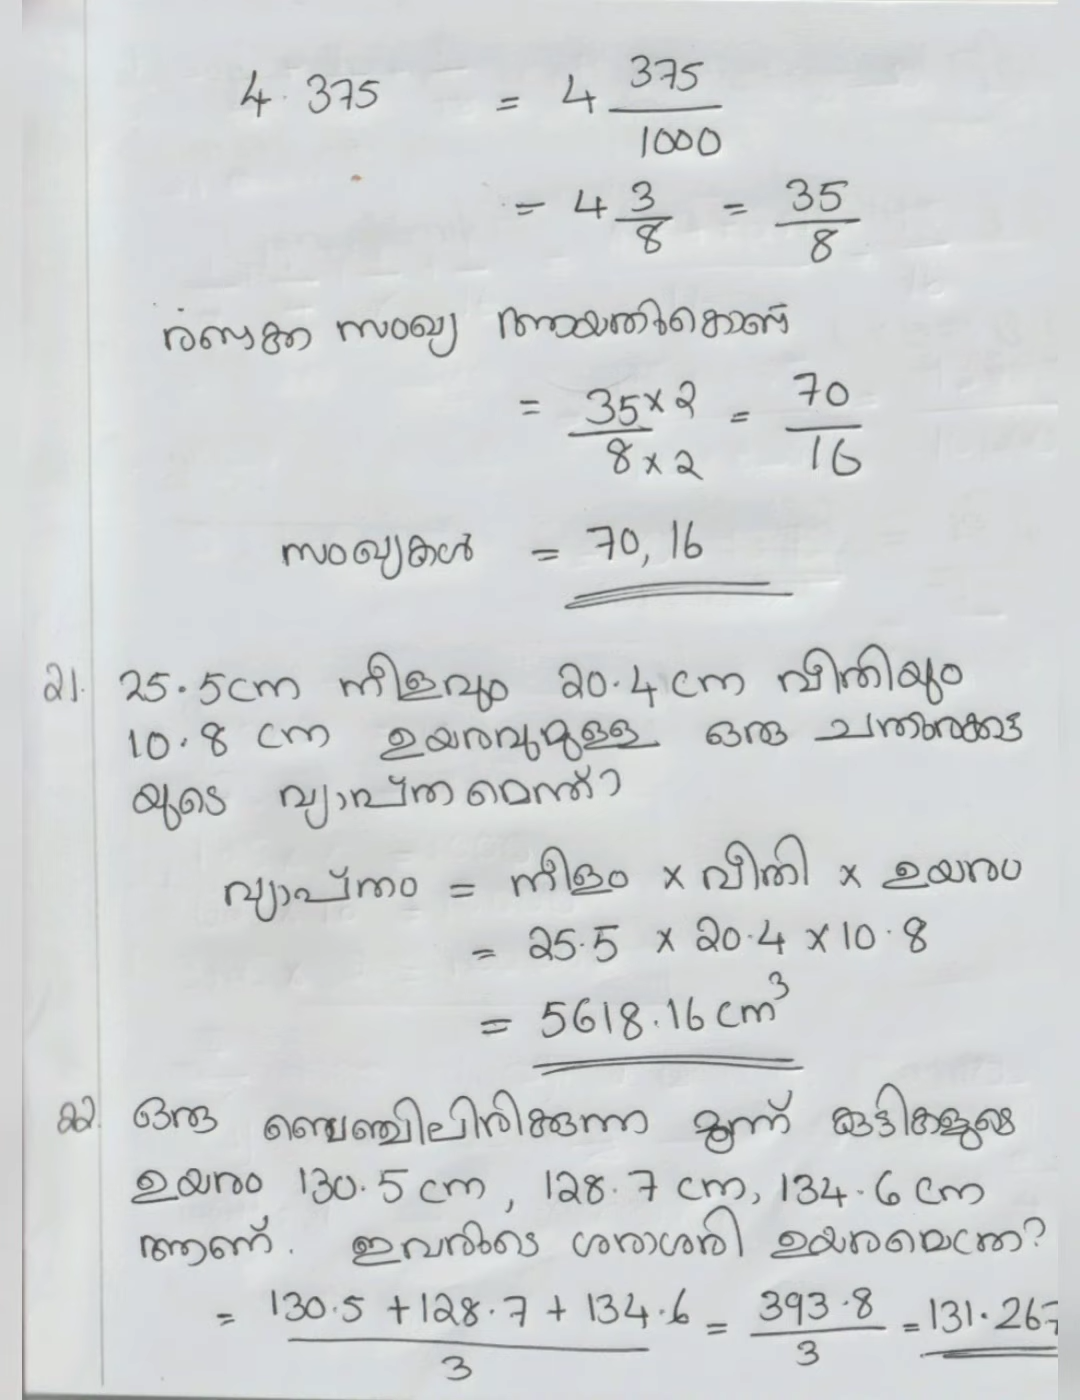 4.375 = 4 375/1000
= 4 3/8 = 35/8
രണ്ടക്ക സംഖ്യ ആയതുകൊണ്ട്
= 35×2/8×2 = 70/16
സംഖ്യകൾ = 70, 16
21. 25.5cm നീളവും 20.4cm വീതിയും
10.8 cm ഉയരവുമുള്ള ഒരു ചതുരക്കട്ട
യുടെ വ്യാപ്തമെന്ത്?
വ്യാപ്തം = നീളം × വീതി × ഉയരം
= 25.5 × 20.4 × 10.8
= 5618.16 cm³
22. ഒരു ബെഞ്ചിലിരിക്കുന്ന മൂന്ന് കുട്ടികളുടെ
ഉയരം 130.5cm, 128.7 cm, 134.6 cm
ആണ്. ഇവരുടെ ശരാശരി ഉയരമെത്ര?
= 130.5 + 128.7 + 134.6/3 = 393.8/3 = 131.267